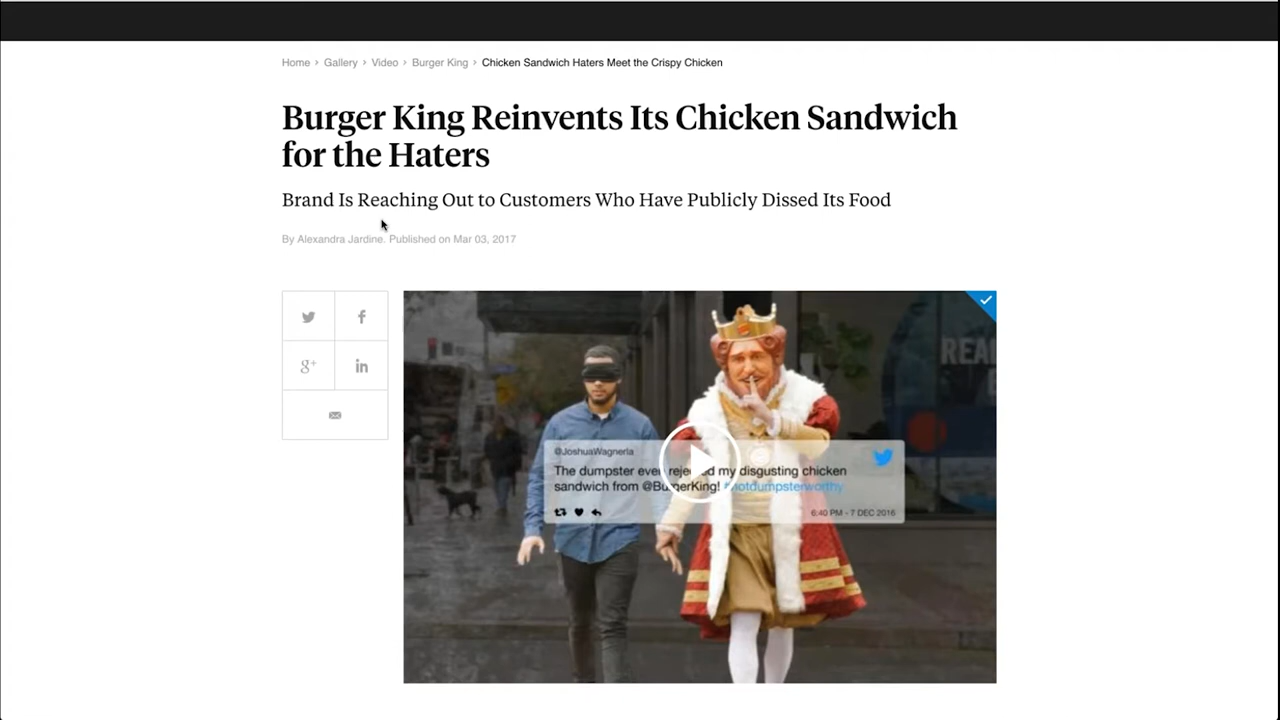 Home > Gallery > Video > Burger King > Chicken Sandwich Haters Meet the Crispy Chicken
Burger King Reinvents Its Chicken Sandwich
for the Haters
Brand Is Reaching Out to Customers Who Have Publicly Dissed Its Food
By Alexandra Jardine. Published on Mar 03, 2017
f
g+
in
REA
@JoshuaWagneria
The dumpster even my disgusting chicken
sandwich from @BurgerKing! #notdumpsterworthy
6:40 PM - 7 DEC 2016